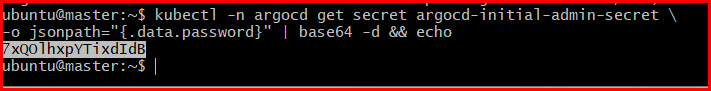 ubuntu@master:~$ kubectl -n argocd get secret argocd-initial-admin-secret \
-o jsonpath="{.data.password}" | base64 -d && echo
7xQOlhxpYTixdIdB
ubuntu@master:~$